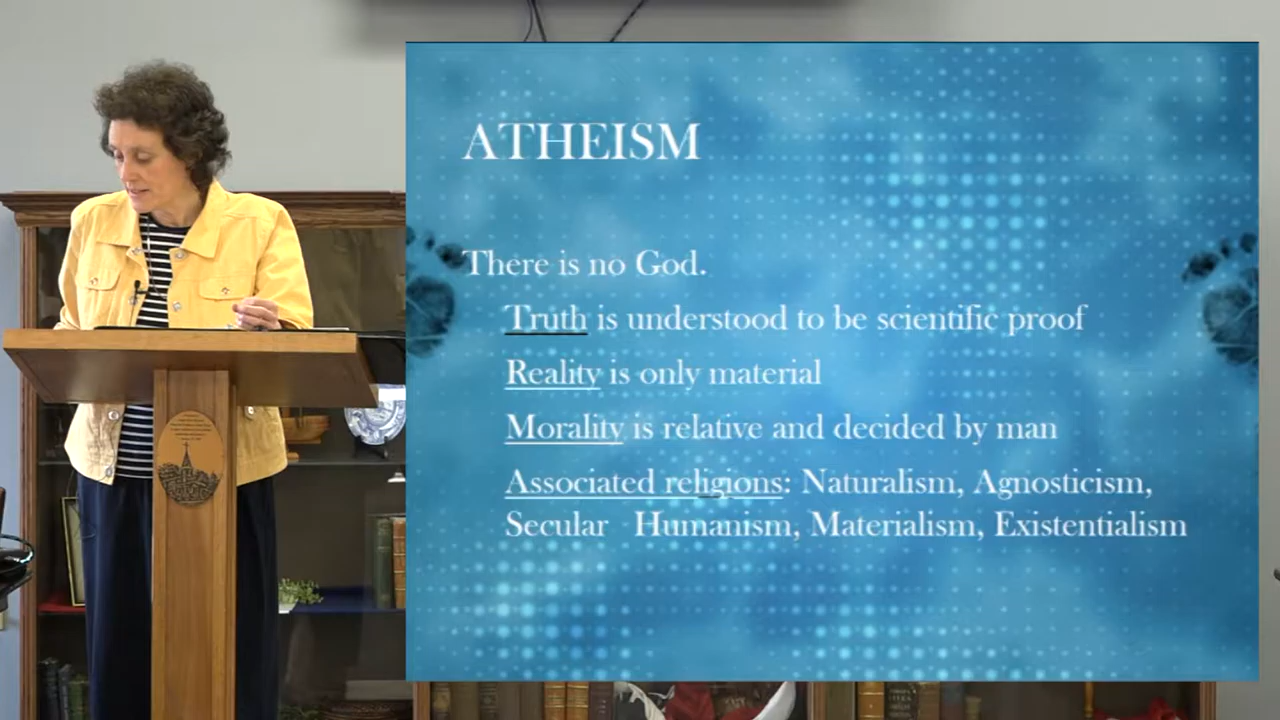 ATHEISM
There is no God.
Truth is understood to be scientific proof
Reality is only material
Morality is relative and decided by man
Associated religions: Naturalism, Agnosticism,
Secular Humanism, Materialism, Existentialism